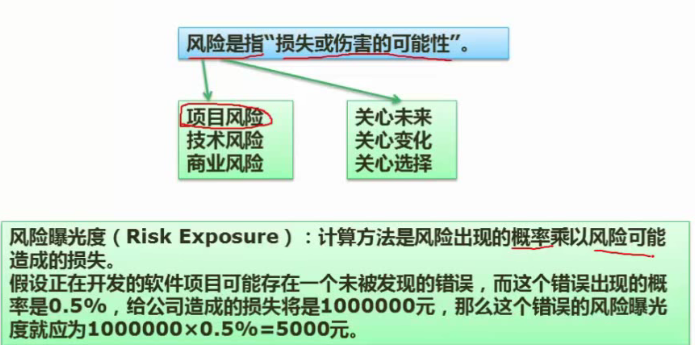 风险是指“损失或伤害的可能性”。
项目风险
技术风险
商业风险
关心未来
关心变化
关心选择
风险曝光度（Risk Exposure）：计算方法是风险出现的概率乘以风险可能
造成的损失。
假设正在开发的软件项目可能存在一个未被发现的错误，而这个错误出现的概
率是0.5%，给公司造成的损失将是1000000元，那么这个错误的风险曝光
度就应为1000000×0.5%=5000元。